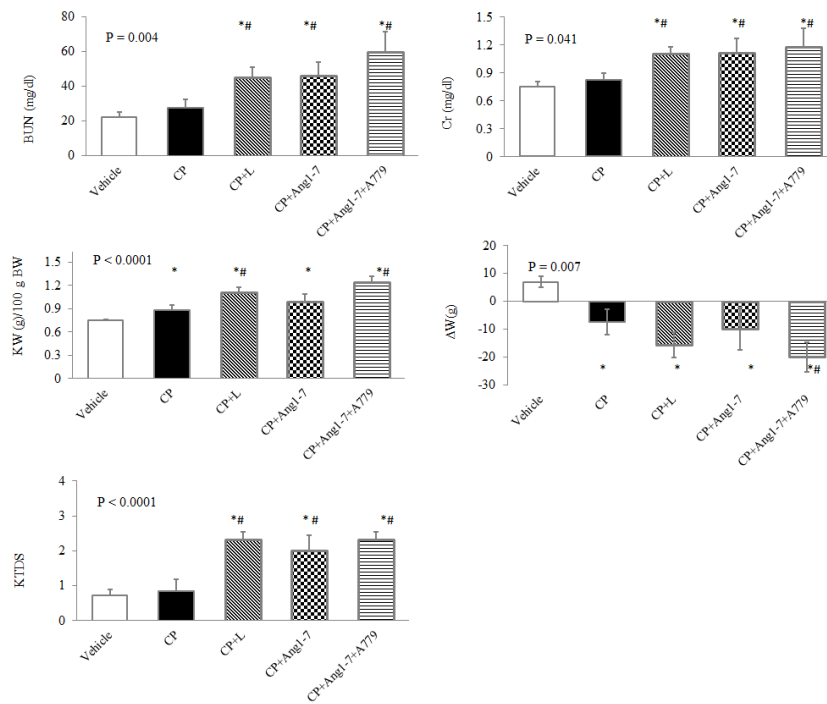 BUN (mg/dl)
80
60
40
20
0
P = 0.004
*#
*#
*#
Vehicle
CP
CP+L
CP+Ang1-7
CP+Ang1-7+A779
Cr (mg/dl)
1.5
1.2
0.9
0.6
0.3
0
P = 0.041
*#
*#
*#
Vehicle
CP
CP+L
CP+Ang1-7
CP+Ang1-7+A779
KW (g)/100 g BW
1.5
1.2
0.9
0.6
0.3
0
P < 0.0001
*
*#
*
*#
Vehicle
CP
CP+L
CP+Ang1-7
CP+Ang1-7+A779
ΔW(g)
20
10
0
-10
-20
-30
P = 0.007
*
*
*
*#
Vehicle
CP
CP+L
CP+Ang1-7
CP+Ang1-7+A779
KTDS
4
3
2
1
0
P < 0.0001
*#
* #
*#
Vehicle
CP
CP+L
CP+Ang1-7
CP+Ang1-7+A779